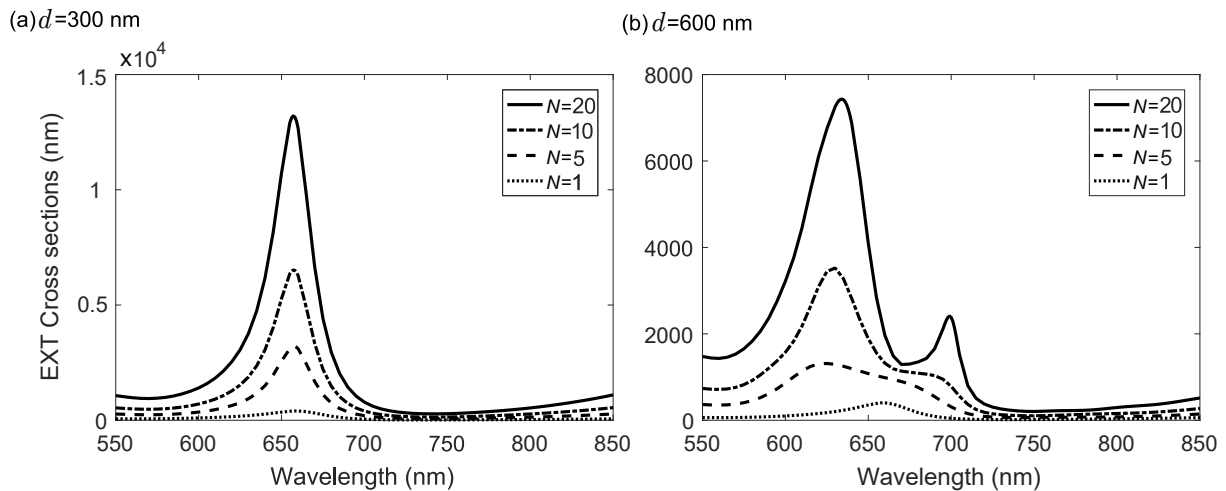 (a) d=300 nm
(b) d=600 nm
x10⁴
EXT Cross sections (nm)
1.5
1
0.5
0
N=20
N=10
N=5
N=1
550 600 650 700 750 800 850
Wavelength (nm)
8000
6000
4000
2000
0
N=20
N=10
N=5
N=1
550 600 650 700 750 800 850
Wavelength (nm)